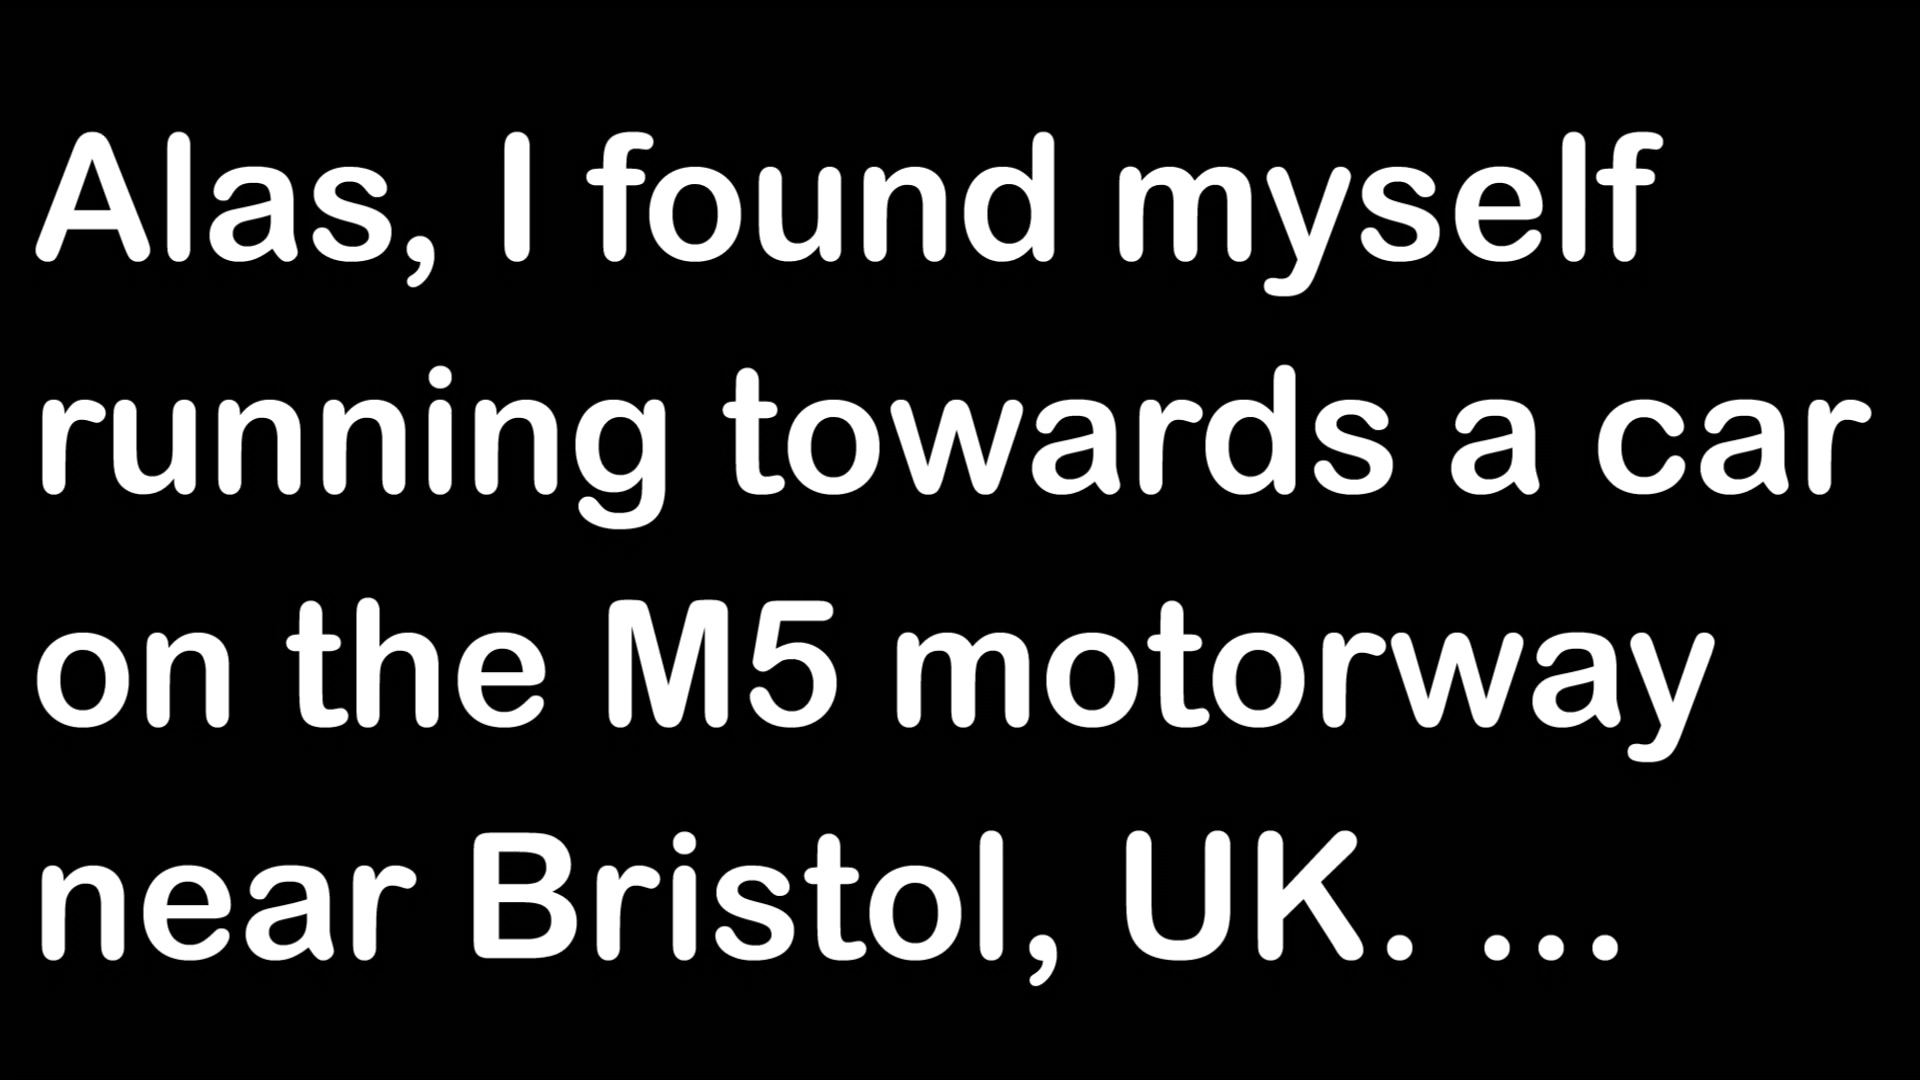 Alas, I found myself
running towards a car
on the M5 motorway
near Bristol, UK. ...